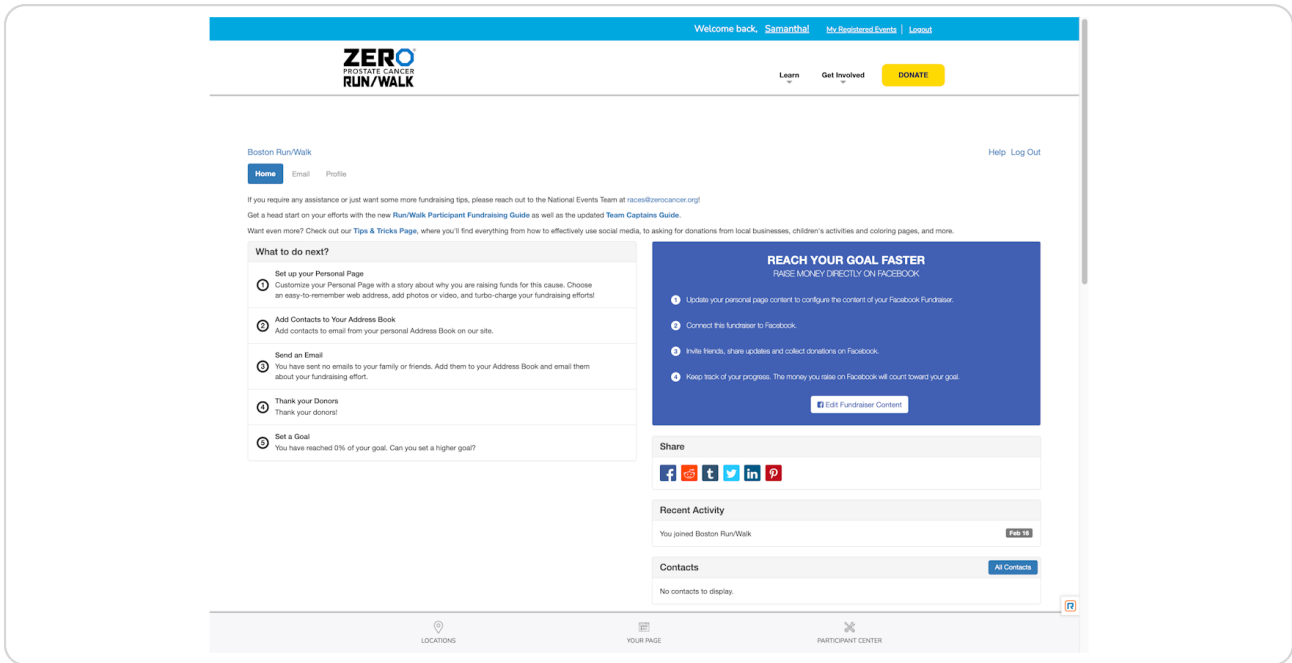 Welcome back, Samantha! My Registered Events | Logout
ZERO
PROSTATE CANCER
RUN/WALK
Learn Get Involved DONATE
Boston Run/Walk Help Log Out
Home Email Profile
If you require any assistance or just want some more fundraising tips, please reach out to the National Events Team at races@zerocancer.org!
Get a head start on your efforts with the new Run/Walk Participant Fundraising Guide as well as the updated Team Captains Guide.
Want even more? Check out our Tips & Tricks Page, where you'll find everything from how to effectively use social media, to asking for donations from local businesses, children's activities and coloring pages, and more.
What to do next?
1 Set up your Personal Page
Customize your Personal Page with a story about why you are raising funds for this cause. Choose
an easy-to-remember web address, add photos or video, and turbo-charge your fundraising efforts!
2 Add Contacts to Your Address Book
Add contacts to email from your personal Address Book on our site.
3 Send an Email
You have sent no emails to your family or friends. Add them to your Address Book and email them
about your fundraising effort.
4 Thank your Donors
Thank your donors!
5 Set a Goal
You have reached 0% of your goal. Can you set a higher goal?
REACH YOUR GOAL FASTER
RAISE MONEY DIRECTLY ON FACEBOOK
1 Update your personal page content to configure the content of your Facebook Fundraiser.
2 Connect this fundraiser to Facebook.
3 Invite friends, share updates and collect donations on Facebook.
4 Keep track of your progress. The money you raise on Facebook will count toward your goal.
Edit Fundraiser Content
Share
Recent Activity
You joined Boston Run/Walk Feb 16
Contacts All Contacts
No contacts to display.
LOCATIONS YOUR PAGE PARTICIPANT CENTER